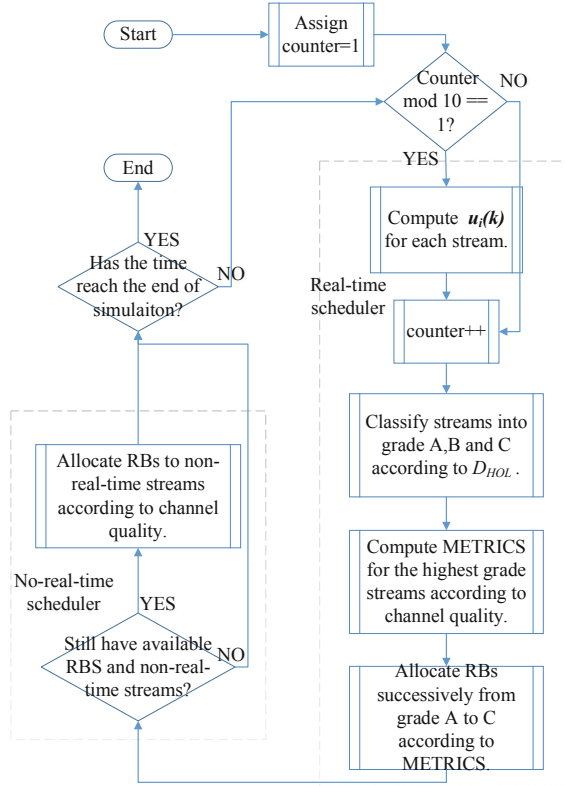 Start
Assign
counter=1
Counter
mod 10 ==
1?
NO
YES
End
Compute u_i(k)
for each stream.
YES
Has the time
reach the end of
simulaiton?
NO
Real-time
scheduler
counter++
Classify streams into
grade A,B and C
according to D_HOL .
Allocate RBs to non-
real-time streams
according to channel
quality.
Compute METRICS
for the highest grade
streams according to
channel quality.
No-real-time
scheduler
YES
Still have available
RBS and non-real-
time streams?
NO
Allocate RBs
successively from
grade A to C
according to
METRICS.